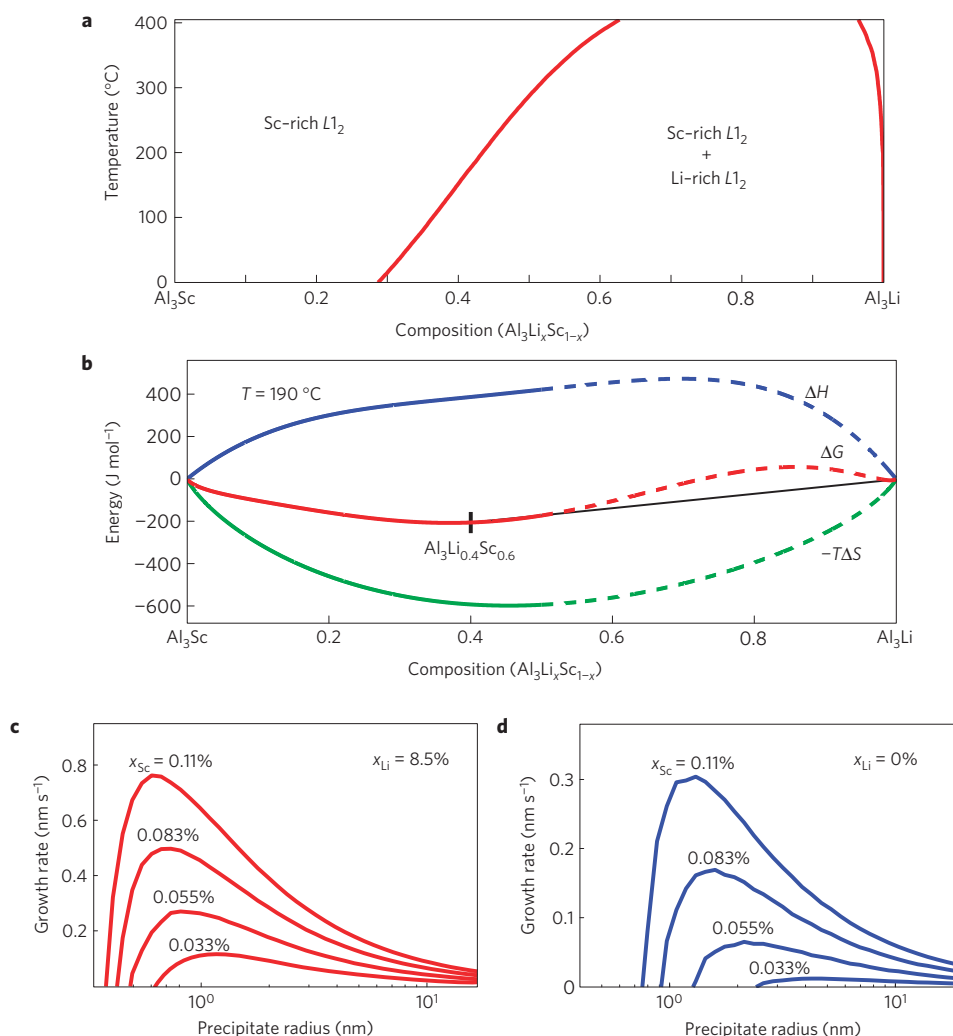 a
400
300
200
100
0
Temperature (°C)
Sc-rich L1₂
Sc-rich L1₂
+
Li-rich L1₂
Al₃Sc 0.2 0.4 0.6 0.8 Al₃Li
Composition (Al₃LiₓSc₁₋ₓ)
b
T = 190 °C
400
200
0
−200
−400
−600
Energy (J mol⁻¹)
ΔH
ΔG
Al₃Li₀.₄Sc₀.₆
−TΔS
Al₃Sc 0.2 0.4 0.6 0.8 Al₃Li
Composition (Al₃LiₓSc₁₋ₓ)
c
x_Sc = 0.11% x_Li = 8.5%
0.8
0.6
0.4
0.2
Growth rate (nm s⁻¹)
0.083%
0.055%
0.033%
10⁰ 10¹
Precipitate radius (nm)
d
x_Sc = 0.11% x_Li = 0%
0.3
0.2
0.1
0
Growth rate (nm s⁻¹)
0.083%
0.055%
0.033%
10⁰ 10¹
Precipitate radius (nm)